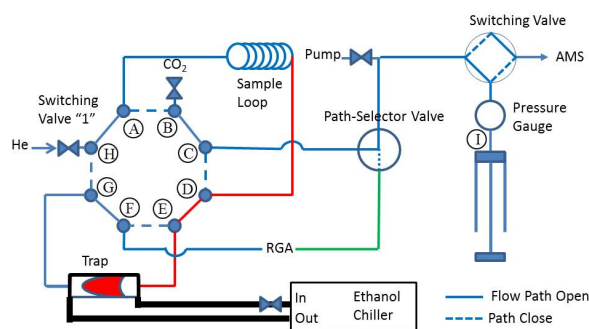 Switching Valve
CO2
Pump
AMS
Switching
Valve "1"
Sample
Loop
Path-Selector Valve
Pressure
Gauge
He
A
B
H
C
I
G
D
F
E
RGA
Trap
In
Ethanol
Out
Chiller
Flow Path Open
Path Close